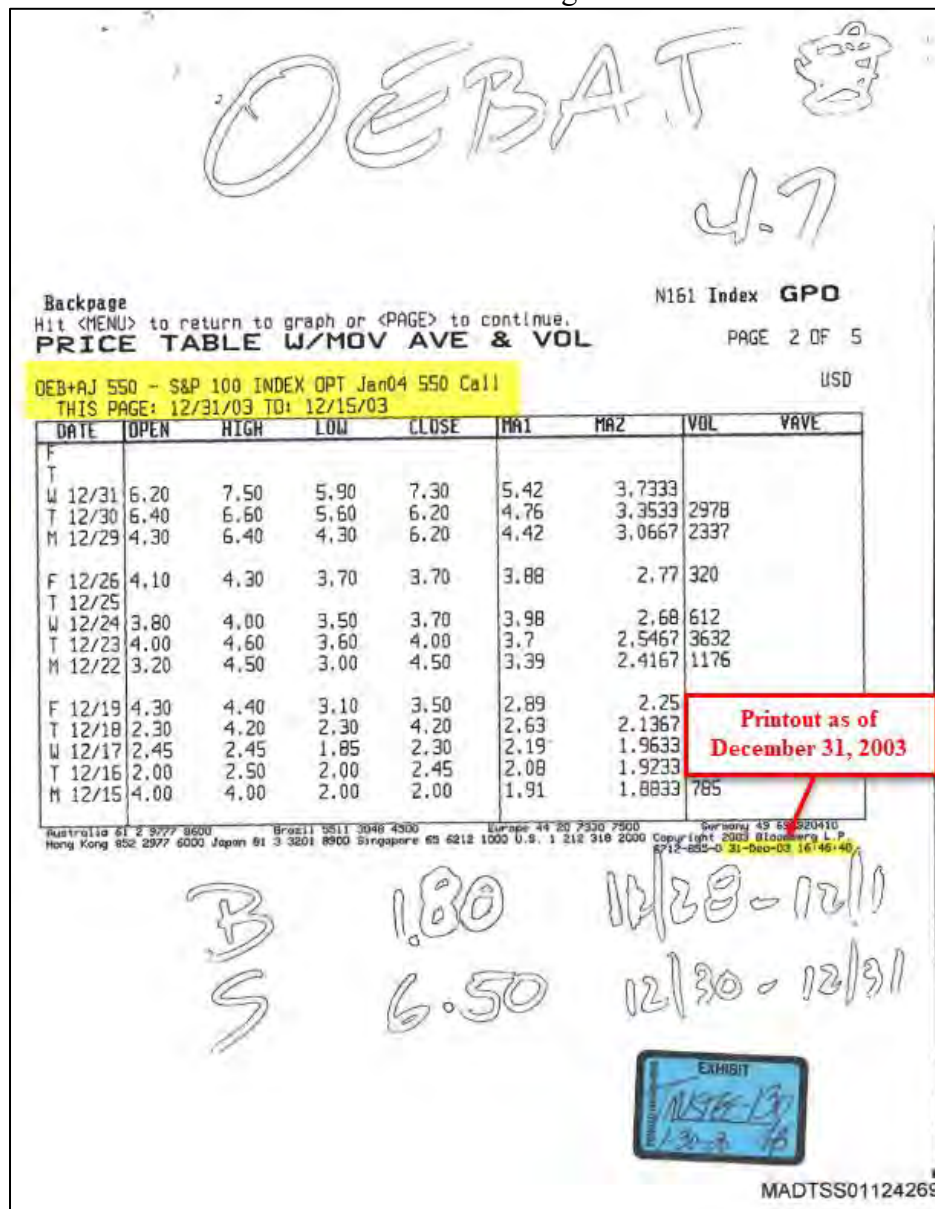 OEBAT
4.7
Backpage
N161 Index GPO
Hit <MENU> to return to graph or <PAGE> to continue.
PRICE TABLE W/MOV AVE & VOL PAGE 2 OF 5
OEB+AJ 550 - S&P 100 INDEX OPT Jan04 550 Call USD
THIS PAGE: 12/31/03 TO: 12/15/03
DATE OPEN HIGH LOW CLOSE MA1 MA2 VOL VAVE
F
T
W 12/31 6.20 7.50 5.90 7.30 5.42 3.7333
T 12/30 6.40 6.60 5.60 6.20 4.76 3.3533 2978
M 12/29 4.30 6.40 4.30 6.20 4.42 3.0667 2337
F 12/26 4.10 4.30 3.70 3.70 3.88 2.77 320
T 12/25
W 12/24 3.80 4.00 3.50 3.70 3.98 2.68 612
T 12/23 4.00 4.60 3.60 4.00 3.7 2.5467 3632
M 12/22 3.20 4.50 3.00 4.50 3.39 2.4167 1176
F 12/19 4.30 4.40 3.10 3.50 2.89 2.25
T 12/18 2.30 4.20 2.30 4.20 2.63 2.1367
W 12/17 2.45 2.45 1.85 2.30 2.19 1.9633
T 12/16 2.00 2.50 2.00 2.45 2.08 1.9233
M 12/15 4.00 4.00 2.00 2.00 1.91 1.8833 785
Printout as of
December 31, 2003
Australia 61 2 9777 8600 Brazil 5511 3048 4500 Europe 44 20 7330 7500 Germany 49
Hong Kong 852 2977 6000 Japan 81 3 3201 8900 Singapore 65 6212 1000 U.S. 1 212 318 2000 Copyright 2003 Bloomberg L.P.
31-Dec-03 16:46:40
B 1.80 11/28 - 12/1
S 6.50 12/30 - 12/31
EXHIBIT
MADTSS01124269